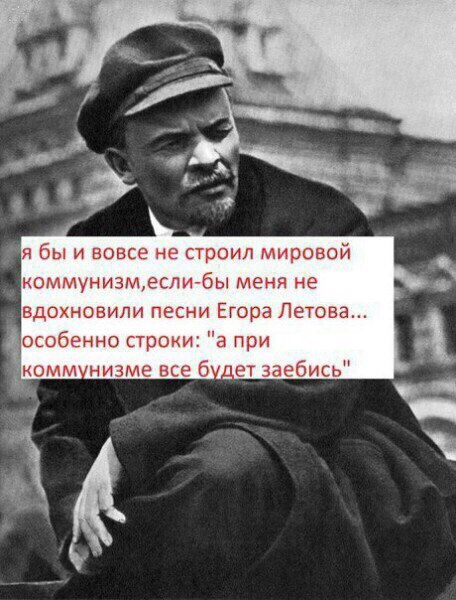 я бы и вовсе не строил мировой
коммунизм,если-бы меня не
вдохновили песни Егора Летова...
особенно строки: "а при
коммунизме все будет заебись"